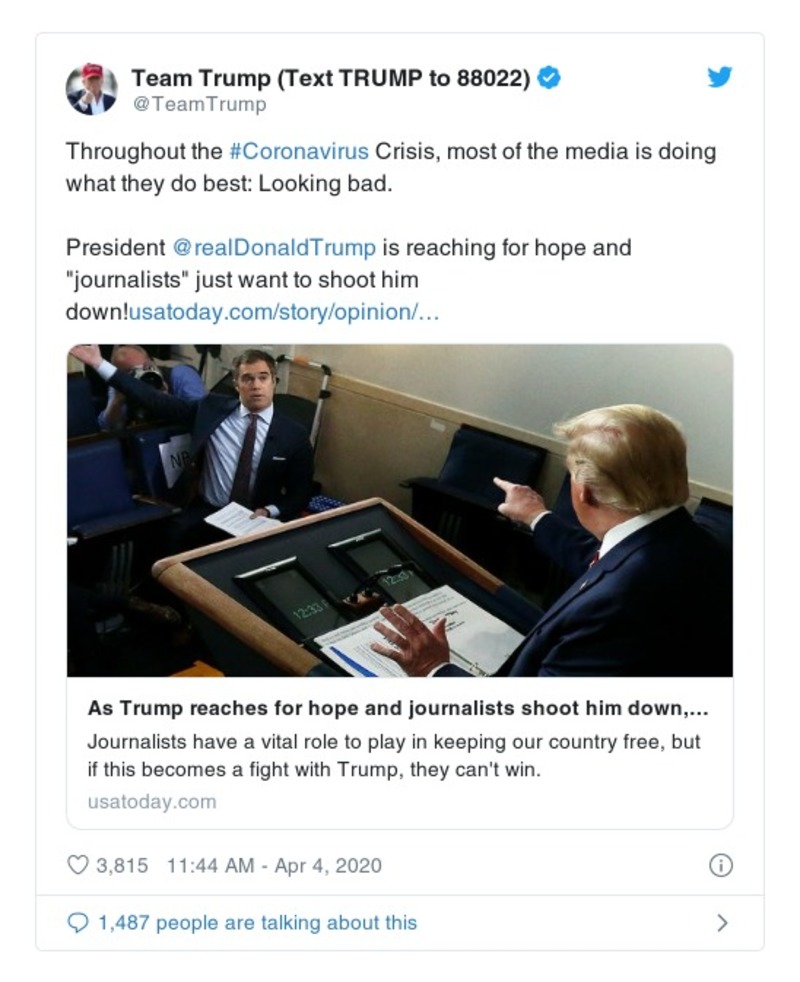 Team Trump (Text TRUMP to 88022)
@TeamTrump
Throughout the #Coronavirus Crisis, most of the media is doing
what they do best: Looking bad.
President @realDonaldTrump is reaching for hope and
"journalists" just want to shoot him
down!usatoday.com/story/opinion/…
NP
12:33
12:33
As Trump reaches for hope and journalists shoot him down,...
Journalists have a vital role to play in keeping our country free, but
if this becomes a fight with Trump, they can't win.
usatoday.com
3,815 11:44 AM - Apr 4, 2020
1,487 people are talking about this